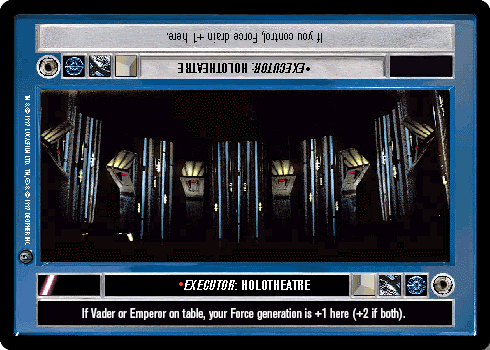 If you control, Force drain +1 here.
•EXECUTOR: HOLOTHEATRE
•EXECUTOR: HOLOTHEATRE
If Vader or Emperor on table, your Force generation is +1 here (+2 if both).